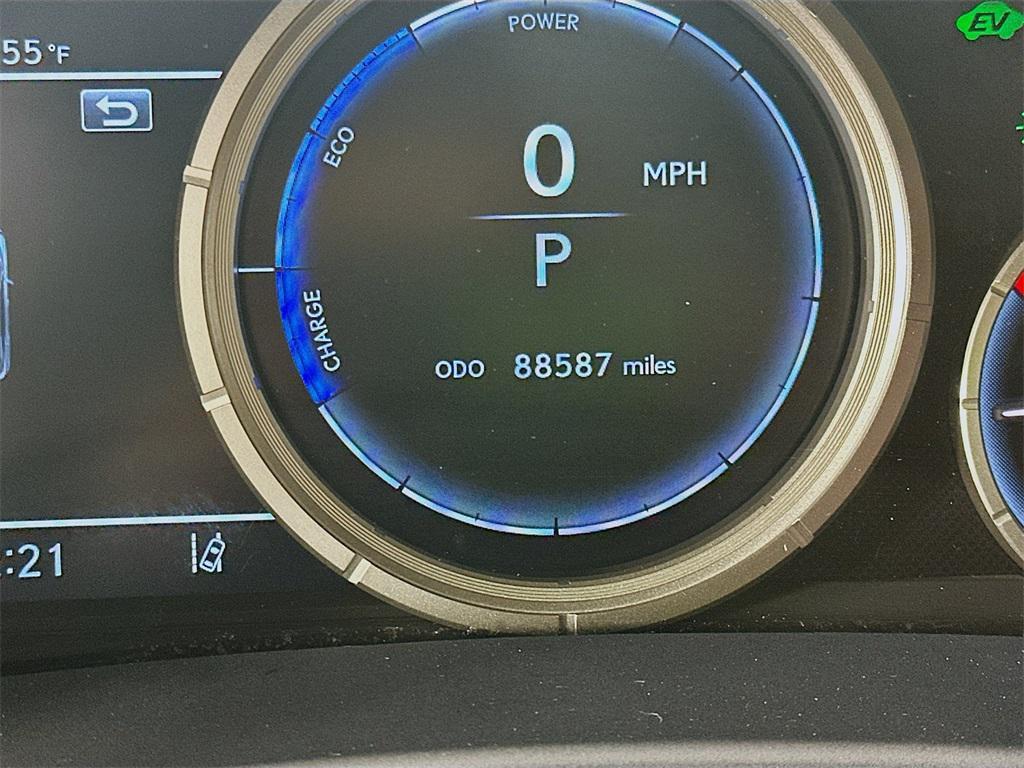 55°F
POWER
EV
ECO
0 MPH
P
CHARGE
ODO 88587 miles
:21